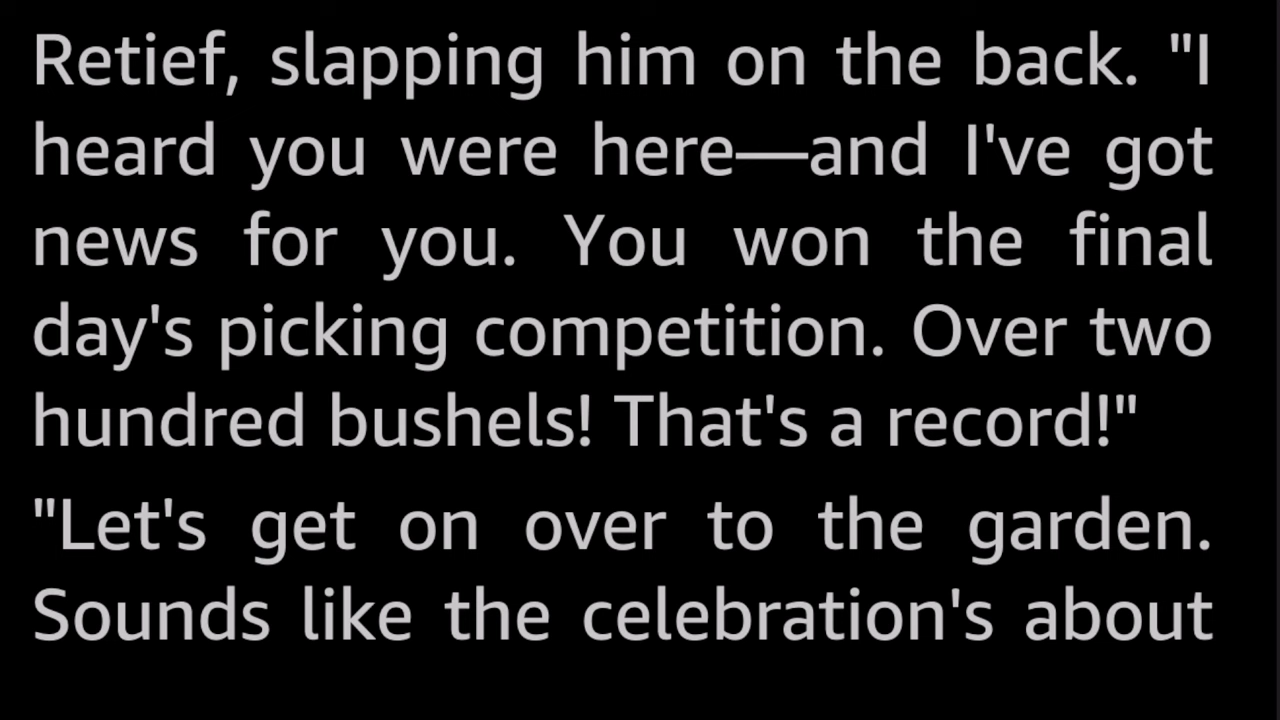 Retief, slapping him on the back. "I
heard you were here—and I've got
news for you. You won the final
day's picking competition. Over two
hundred bushels! That's a record!"
"Let's get on over to the garden.
Sounds like the celebration's about